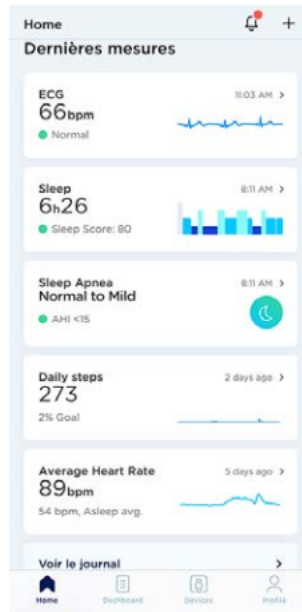 Home
Dernières mesures
ECG
11:03 AM >
66bpm
Normal
Sleep
8:11 AM >
6h26
Sleep Score: 80
Sleep Apnea
8:11 AM >
Normal to Mild
AHI <15
Daily steps
2 days ago >
273
2% Goal
Average Heart Rate
5 days ago >
89bpm
54 bpm, Asleep avg.
Voir le journal >
Home Dashboard Devices Profile